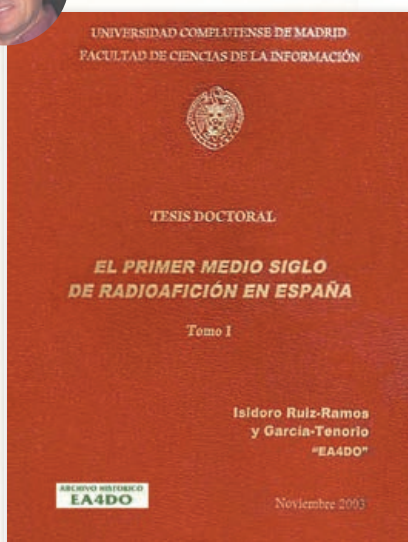 UNIVERSIDAD COMPLUTENSE DE MADRID
FACULTAD DE CIENCIAS DE LA INFORMACIÓN
TESIS DOCTORAL
EL PRIMER MEDIO SIGLO
DE RADIOAFICIÓN EN ESPAÑA
Tomo I
Isidoro Ruiz-Ramos
y García-Tenorio
"EA4DO"
ARCHIVO HISTORICO
EA4DO
Noviembre 2003